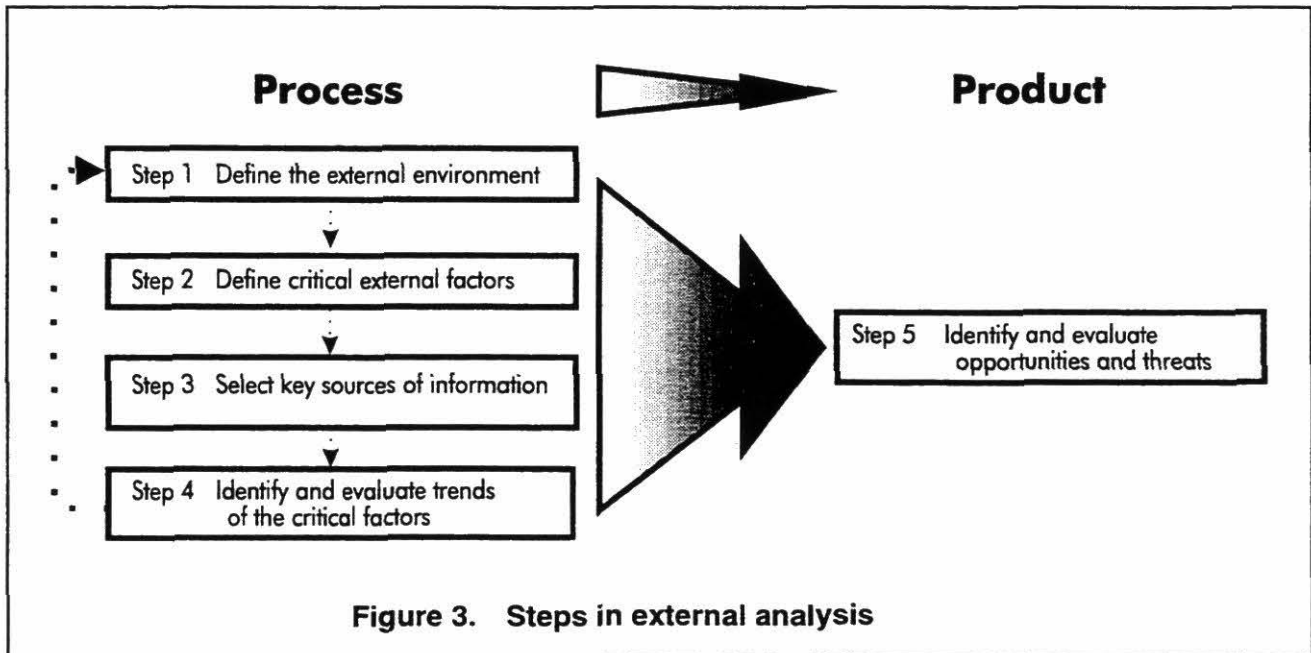 Process
Product
Step 1 Define the external environment
Step 2 Define critical external factors
Step 3 Select key sources of information
Step 4 Identify and evaluate trends
of the critical factors
Step 5 Identify and evaluate
opportunities and threats
Figure 3. Steps in external analysis